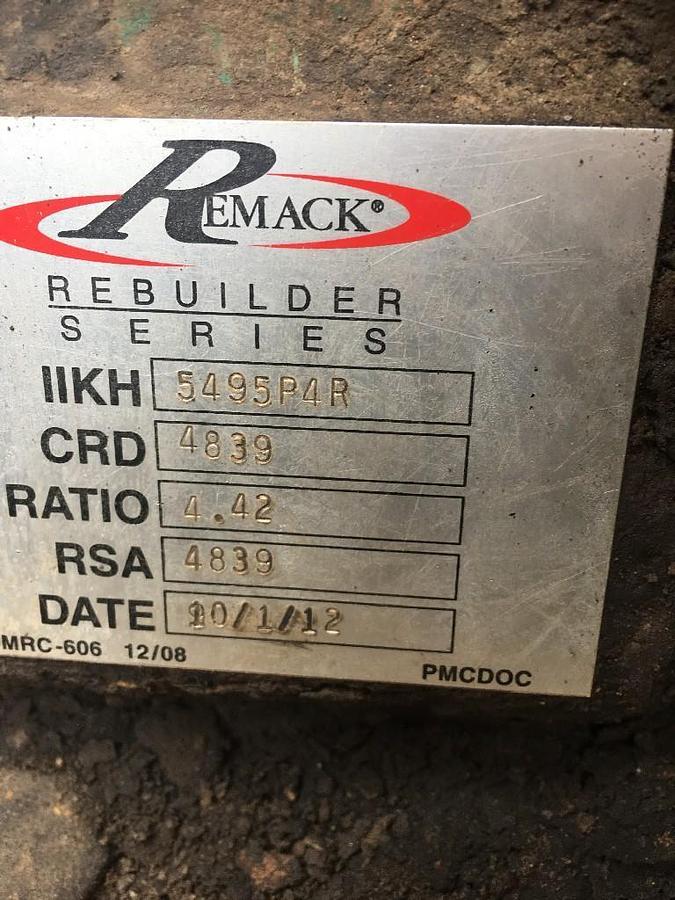 REMACK®
REBUILDER
SERIES
IIKH 5495P4R
CRD 4839
RATIO 4.42
RSA 4839
DATE 10/1/12
MRC-606 12/08
PMCDOC